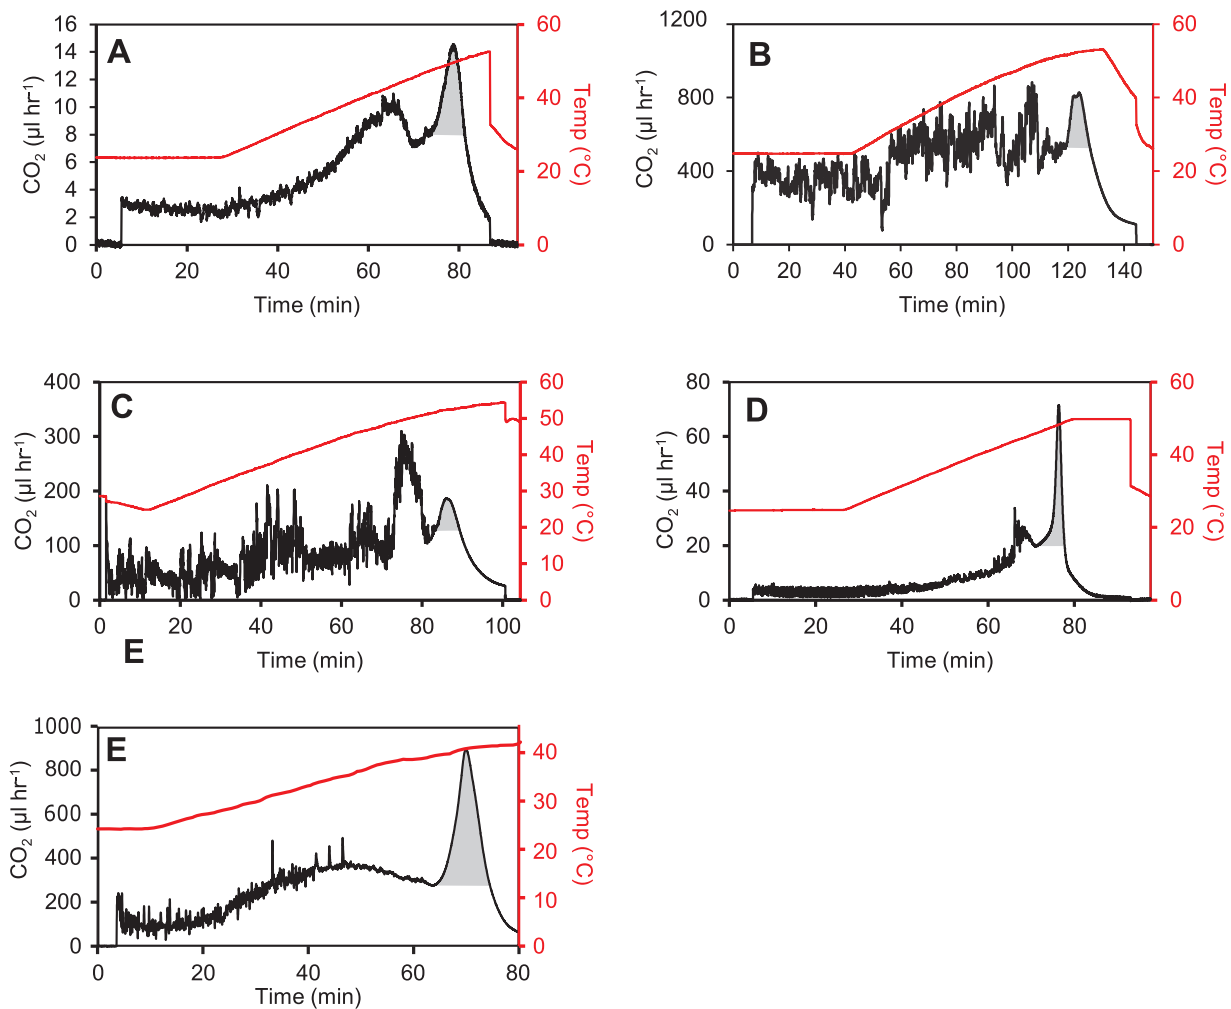 A
16
14
12
10
8
6
4
2
0
CO₂ (µl hr⁻¹)
60
40
20
0
Temp (°C)
0 20 40 60 80
Time (min)
B
1200
800
400
0
CO₂ (µl hr⁻¹)
60
40
20
0
Temp (°C)
0 20 40 60 80 100 120 140
Time (min)
C
400
300
200
100
0
CO₂ (µl hr⁻¹)
60
50
40
30
20
10
0
Temp (°C)
0 20 40 60 80 100
E Time (min)
D
80
60
40
20
0
CO₂ (µl hr⁻¹)
60
40
20
0
Temp (°C)
0 20 40 60 80
Time (min)
E
1000
800
600
400
200
0
CO₂ (µl hr⁻¹)
40
30
20
10
0
Temp (°C)
0 20 40 60 80
Time (min)